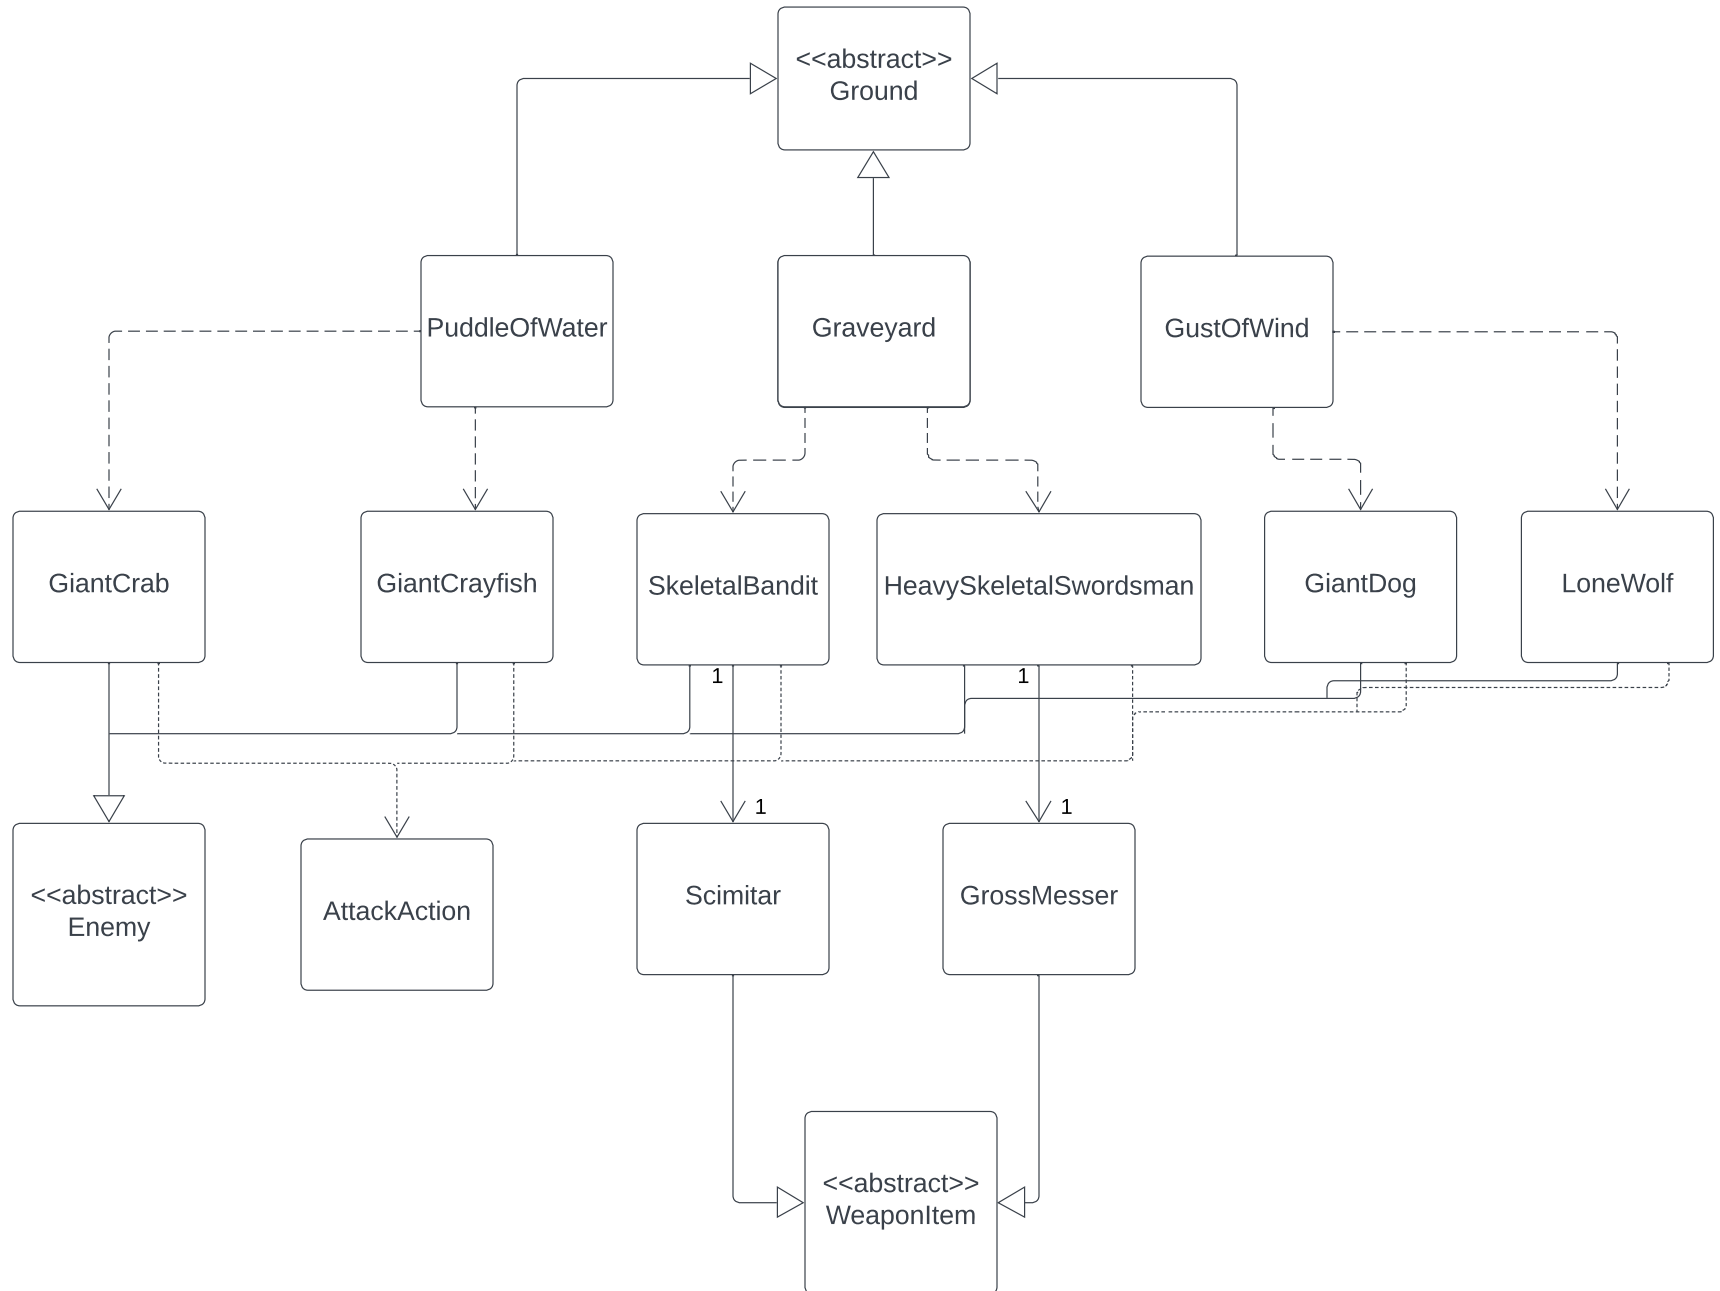 <<abstract>>
Ground
PuddleOfWater
Graveyard
GustOfWind
GiantCrab
GiantCrayfish
SkeletalBandit
HeavySkeletalSwordsman
GiantDog
LoneWolf
1
1
1
1
<<abstract>>
Enemy
AttackAction
Scimitar
GrossMesser
<<abstract>>
WeaponItem